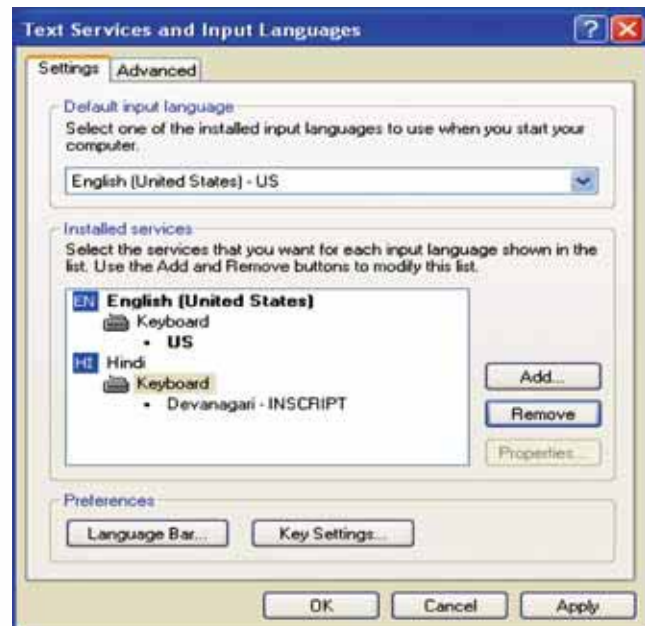 Text Services and Input Languages
Settings Advanced
Default input language
Select one of the installed input languages to use when you start your
computer.
English (United States) - US
Installed services
Select the services that you want for each input language shown in the
list. Use the Add and Remove buttons to modify this list.
EN English (United States)
Keyboard
• US
HI Hindi
Keyboard
• Devanagari - INSCRIPT
Add...
Remove
Properties...
Preferences
Language Bar...
Key Settings...
OK
Cancel
Apply